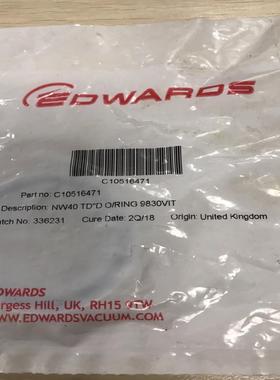 EDWARDS
C10516471
Part no: C10516471
Description: NW40 TD"D O/RING 9830VIT
atch No: 336231 Cure Date: 2Q/18 Origin: United Kingdom
EDWARDS
urgess Hill, UK, RH15 9TW
WWW.EDWARDSVACUUM.COM